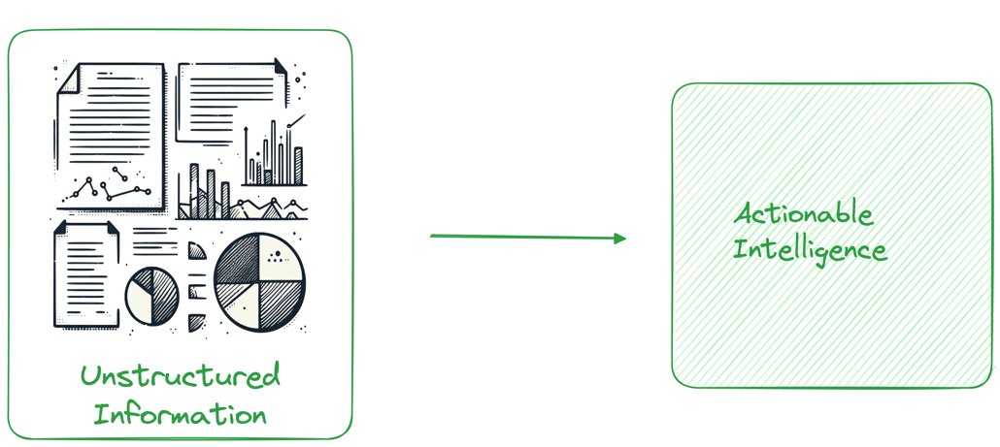 Unstructured
Information
Actionable
Intelligence